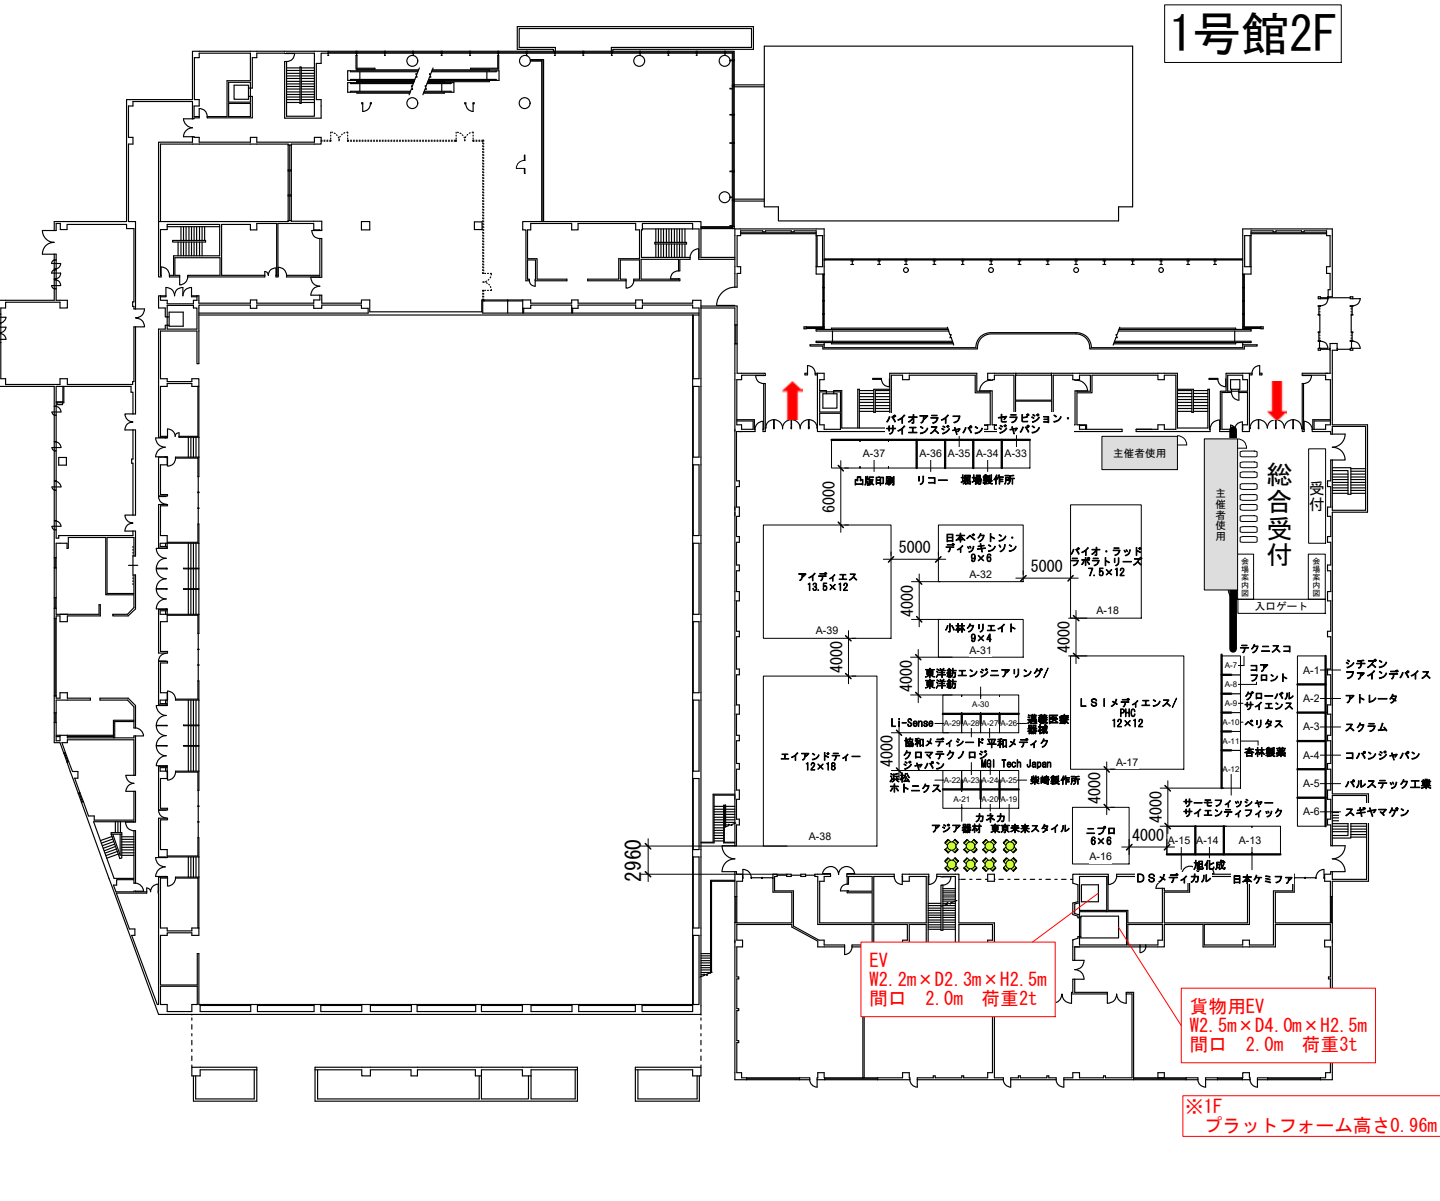 1号館2F
バイオアライフ
サイエンスジャパン
セラビジョン・
ジャパン
A-37
A-36
A-35
A-34
A-33
凸版印刷
リコー
堀場製作所
主催者使用
主催者使用
総合受付
受付
会場案内図
会場案内図
入口ゲート
6000
5000
5000
アイディエス
13.5×12
A-39
日本ベクトン・
ディッキンソン
9×6
A-32
バイオ・ラッド
ラボラトリーズ
7.5×12
A-18
4000
小林クリエイト
9×4
A-31
4000
4000
4000
東洋紡エンジニアリング/
東洋紡
A-30
Li-Sense
A-29
A-28
A-27
A-26
器械
協和メディシード
平和メディク
4000
クロマテクノロジ
ジャパン
MGI Tech Japan
浜松
ホトニクス
A-22
A-23
A-24
A-25
柴崎製作所
A-21
A-20
A-19
カネカ
アジア器材
東京未来スタイル
エイアンドティー
12×18
A-38
2960
LSIメディエンス/
PHC
12×12
A-17
4000
ニプロ
6×6
A-16
4000
4000
テクニスコ
A-7
コア
フロント
A-8
グローバル
サイエンス
A-9
A-10
ベリタス
A-11
杏林製薬
A-12
サーモフィッシャー
サイエンティフィック
A-15
A-14
A-13
旭化成
DSメディカル
日本ケミファ
A-1
シチズン
ファインデバイス
A-2
アトレータ
A-3
スクラム
A-4
コパンジャパン
A-5
パルステック工業
A-6
スギヤマゲン
EV
W2.2m×D2.3m×H2.5m
間口 2.0m 荷重2t
貨物用EV
W2.5m×D4.0m×H2.5m
間口 2.0m 荷重3t
※1F
プラットフォーム高さ0.96m